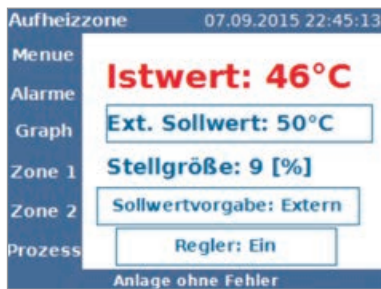 Aufheizzone 07.09.2015 22:45:13
Menue
Alarme
Graph
Zone 1
Zone 2
Prozess
Istwert: 46°C
Ext. Sollwert: 50°C
Stellgröße: 9 [%]
Sollwertvorgabe: Extern
Regler: Ein
Anlage ohne Fehler